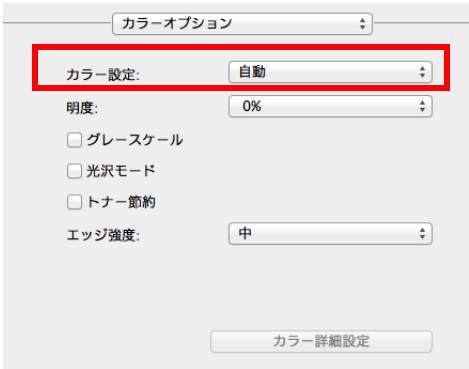 カラーオプション
カラー設定: 自動
明度: 0%
グレースケール
光沢モード
トナー節約
エッジ強度: 中
カラー詳細設定